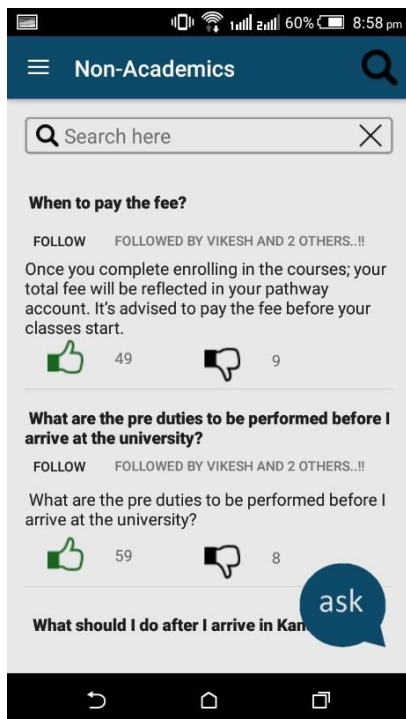 60% 8:58 pm
Non-Academics
Search here
When to pay the fee?
FOLLOW FOLLOWED BY VIKESH AND 2 OTHERS..!!
Once you complete enrolling in the courses; your
total fee will be reflected in your pathway
account. It's advised to pay the fee before your
classes start.
49 9
What are the pre duties to be performed before I
arrive at the university?
FOLLOW FOLLOWED BY VIKESH AND 2 OTHERS..!!
What are the pre duties to be performed before I
arrive at the university?
59 8
ask
What should I do after I arrive in Kan